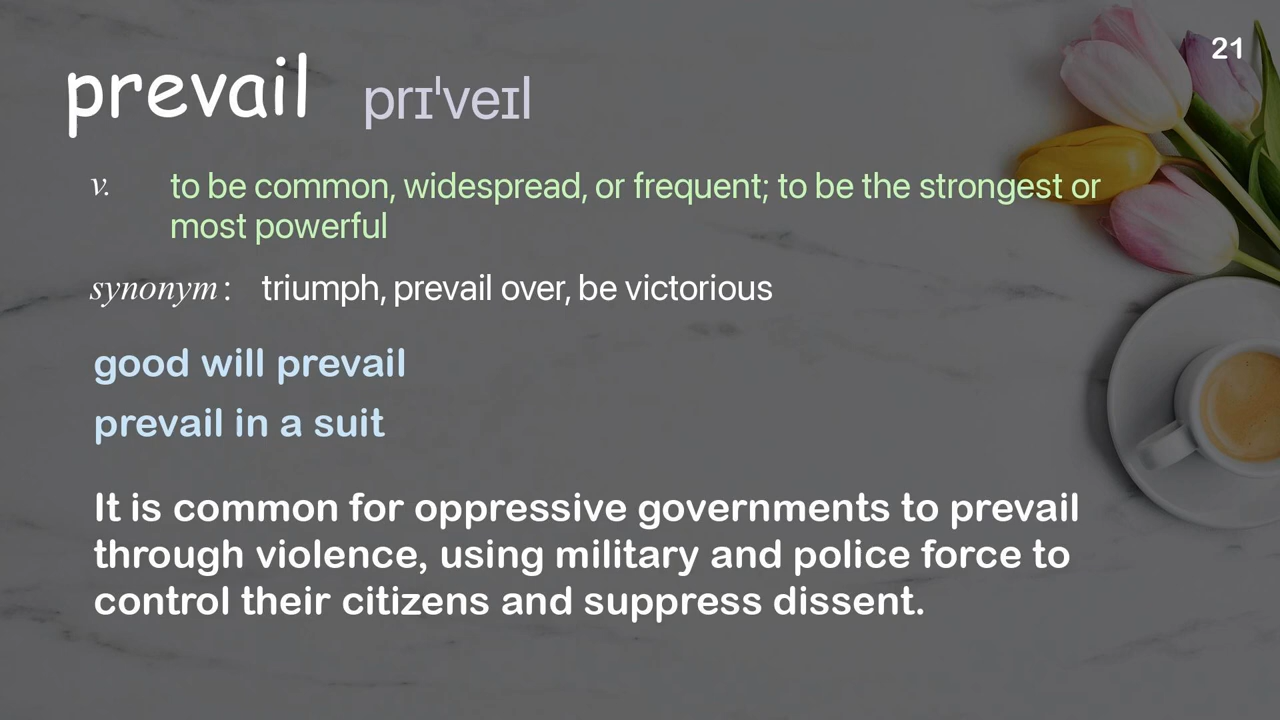 21
prevail prɪˈveɪl
v. to be common, widespread, or frequent; to be the strongest or
most powerful
synonym: triumph, prevail over, be victorious
good will prevail
prevail in a suit
It is common for oppressive governments to prevail
through violence, using military and police force to
control their citizens and suppress dissent.